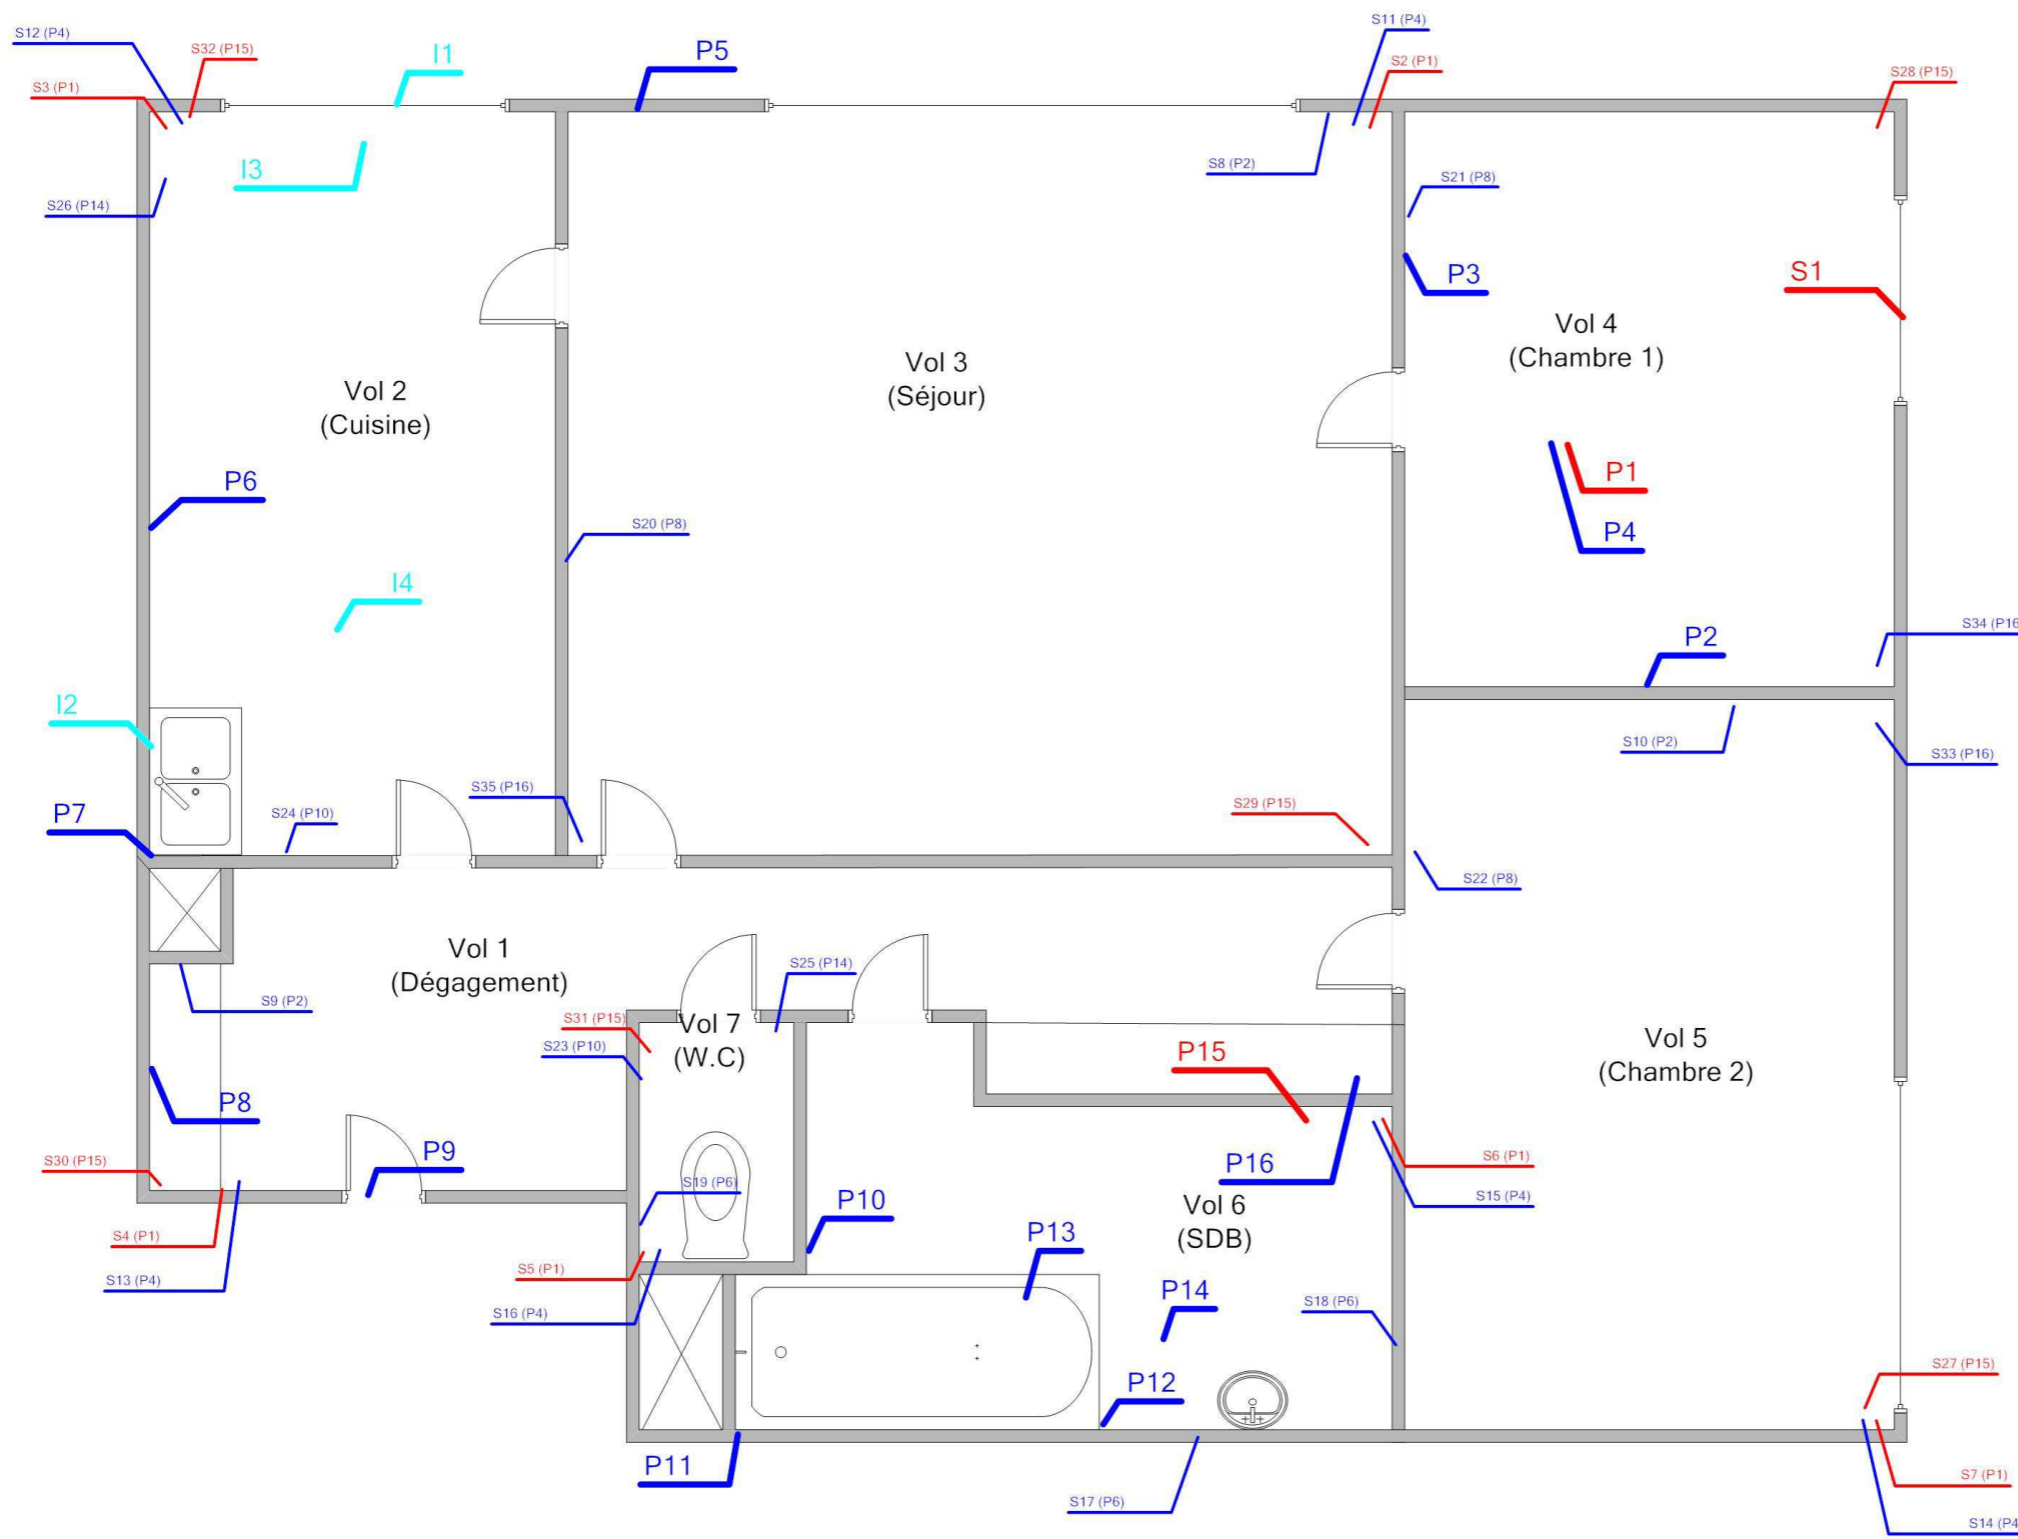 S12 (P4)
S32 (P15)
I1
P5
S11 (P4)
S2 (P1)
S28 (P15)
S3 (P1)
I3
S8 (P2)
S26 (P14)
S21 (P8)
P3
S1
Vol 4
(Chambre 1)
Vol 3
(Séjour)
Vol 2
(Cuisine)
P6
P1
S20 (P8)
P4
I4
P2
S34 (P16
I2
S10 (P2)
S33 (P16)
P7
S24 (P10)
S35 (P16)
S29 (P15)
S22 (P8)
Vol 1
(Dégagement)
S25 (P14)
S9 (P2)
S31 (P15)
Vol 7
(W.C)
S23 (P10)
P15
Vol 5
(Chambre 2)
P8
P9
S30 (P15)
S6 (P1)
P16
S19 (P6)
P10
S15 (P4)
Vol 6
(SDB)
S4 (P1)
P13
S5 (P1)
S13 (P4)
P14
S16 (P4)
S18 (P6)
P12
S27 (P15)
P11
S7 (P1)
S17 (P6)
S14 (P4